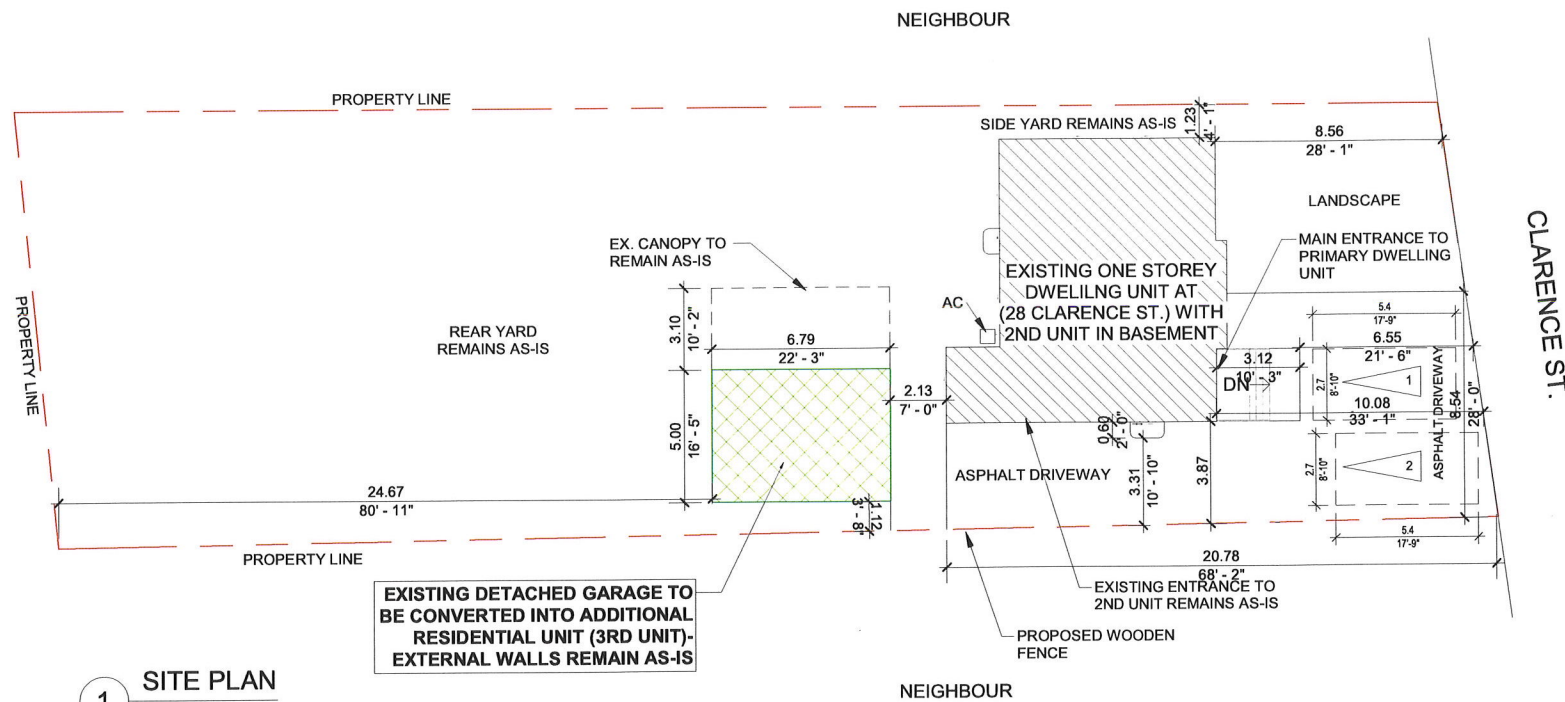 NEIGHBOUR
PROPERTY LINE
SIDE YARD REMAINS AS-IS
1.23
4' - 1"
8.56
28' - 1"
LANDSCAPE
CLARENCE ST.
MAIN ENTRANCE TO
PRIMARY DWELLING
UNIT
EX. CANOPY TO
REMAIN AS-IS
EXISTING ONE STOREY
DWELILNG UNIT AT
(28 CLARENCE ST.) WITH
2ND UNIT IN BASEMENT
AC
PROPERTY LINE
REAR YARD
REMAINS AS-IS
3.10
10' - 2"
6.79
22' - 3"
5.4
17'-9"
6.55
21' - 6"
3.12
10' - 3"
DN
2.7
8'-10"
1
10.08
33' - 1"
8.54
28' - 0"
ASPHALT DRIVEWAY
2.13
7' - 0"
5.00
16' - 5"
0.60
2' - 0"
ASPHALT DRIVEWAY
3.31
10' - 10"
3.87
2.7
8'-10"
2
24.67
80' - 11"
1.12
3' - 8"
5.4
17'-9"
PROPERTY LINE
20.78
68' - 2"
EXISTING DETACHED GARAGE TO
BE CONVERTED INTO ADDITIONAL
RESIDENTIAL UNIT (3RD UNIT)-
EXTERNAL WALLS REMAIN AS-IS
EXISTING ENTRANCE TO
2ND UNIT REMAINS AS-IS
PROPOSED WOODEN
FENCE
1
SITE PLAN
NEIGHBOUR